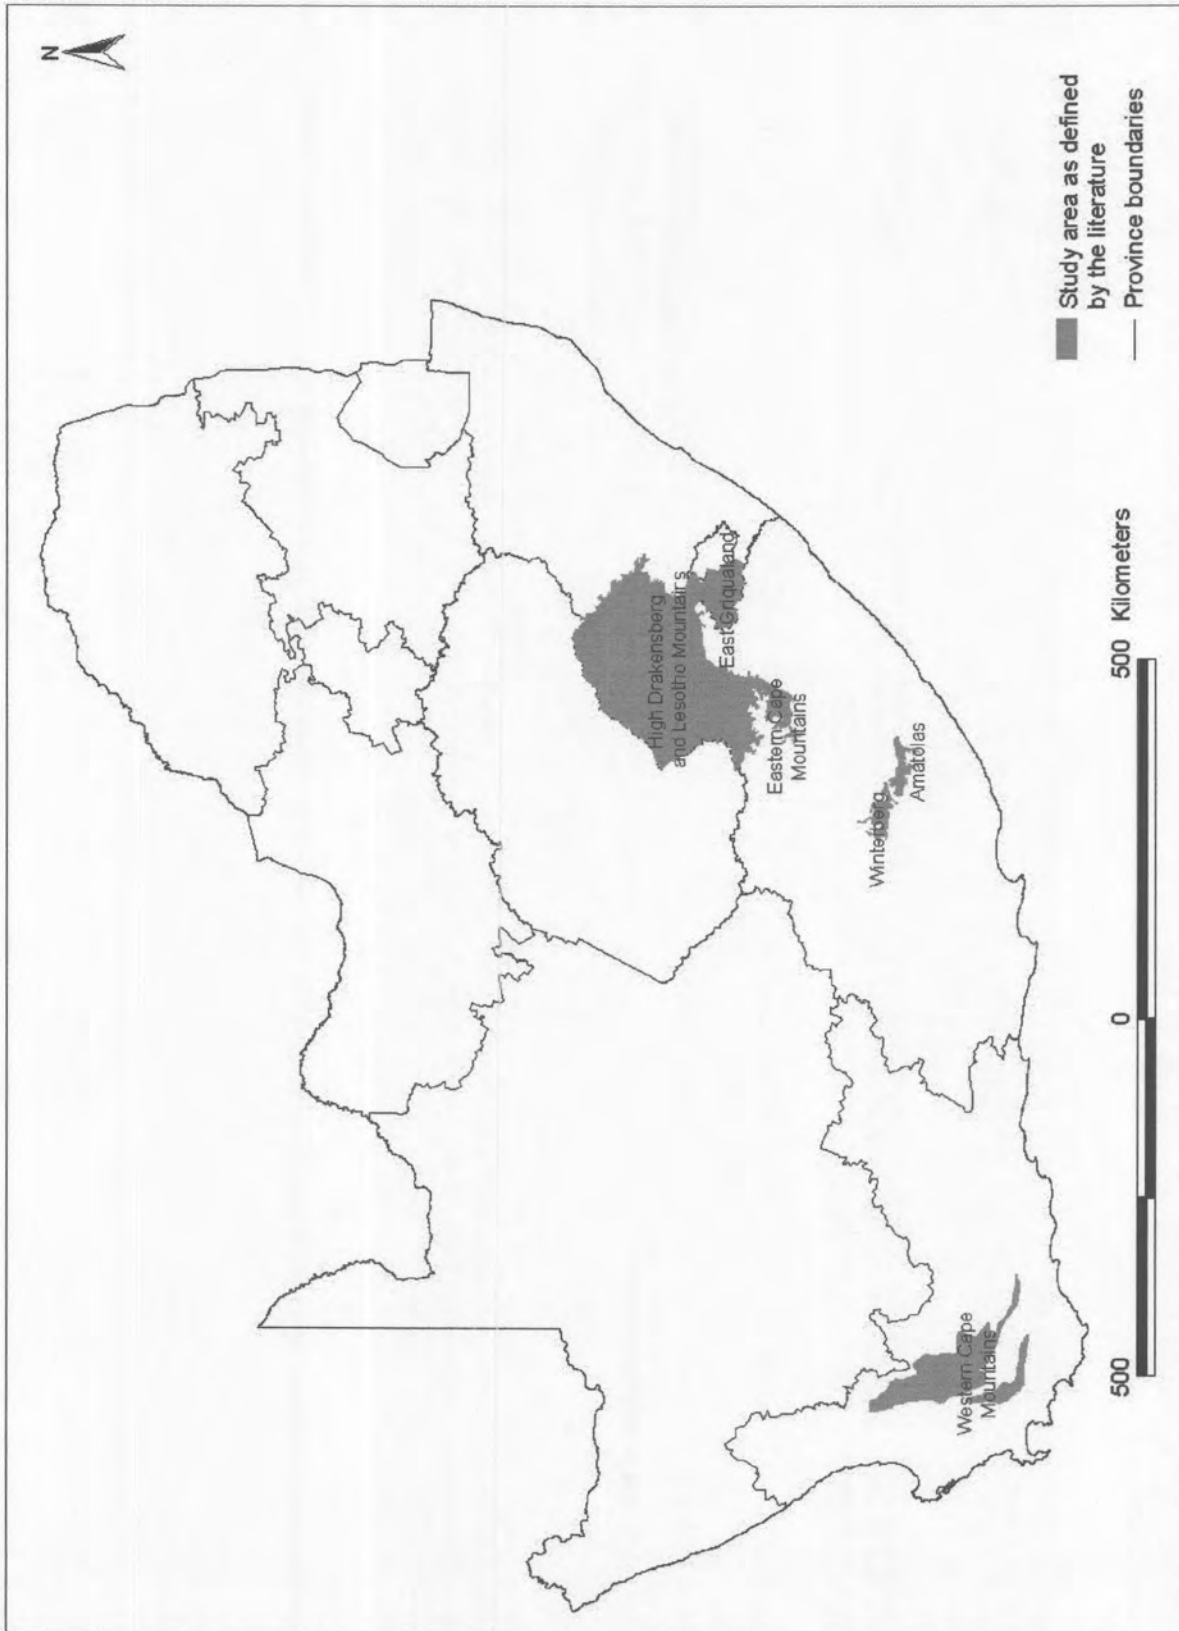 N
High Drakensberg
and Lesotho Mountains
East Griqualand
Eastern Cape
Mountains
Winterberg
Amatolas
Western Cape
Mountains
Study area as defined
by the literature
Province boundaries
500 0 500 Kilometers